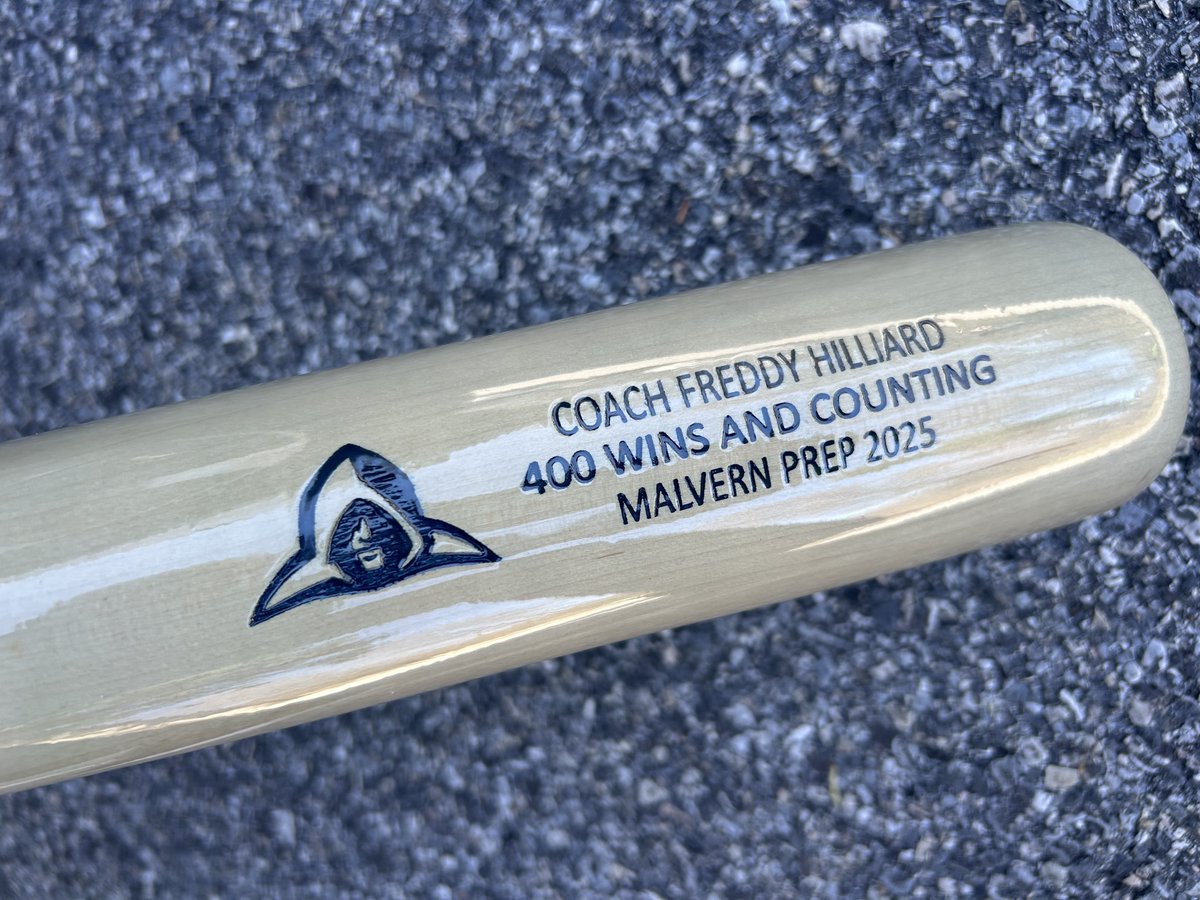 COACH FREDDY HILLIARD
400 WINS AND COUNTING
MALVERN PREP 2025